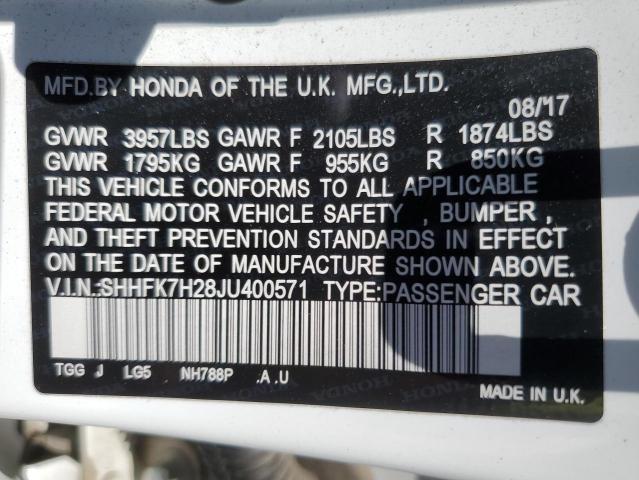 MFD.BY HONDA OF THE U.K. MFG.,LTD.
08/17
GVWR 3957LBS GAWR F 2105LBS R 1874LBS
GVWR 1795KG GAWR F 955KG R 850KG
THIS VEHICLE CONFORMS TO ALL APPLICABLE
FEDERAL MOTOR VEHICLE SAFETY , BUMPER ,
AND THEFT PREVENTION STANDARDS IN EFFECT
ON THE DATE OF MANUFACTURE SHOWN ABOVE.
V.I.N.:SHHFK7H28JU400571 TYPE:PASSENGER CAR
TGG J LG5 NH788P .A .U
MADE IN U.K.